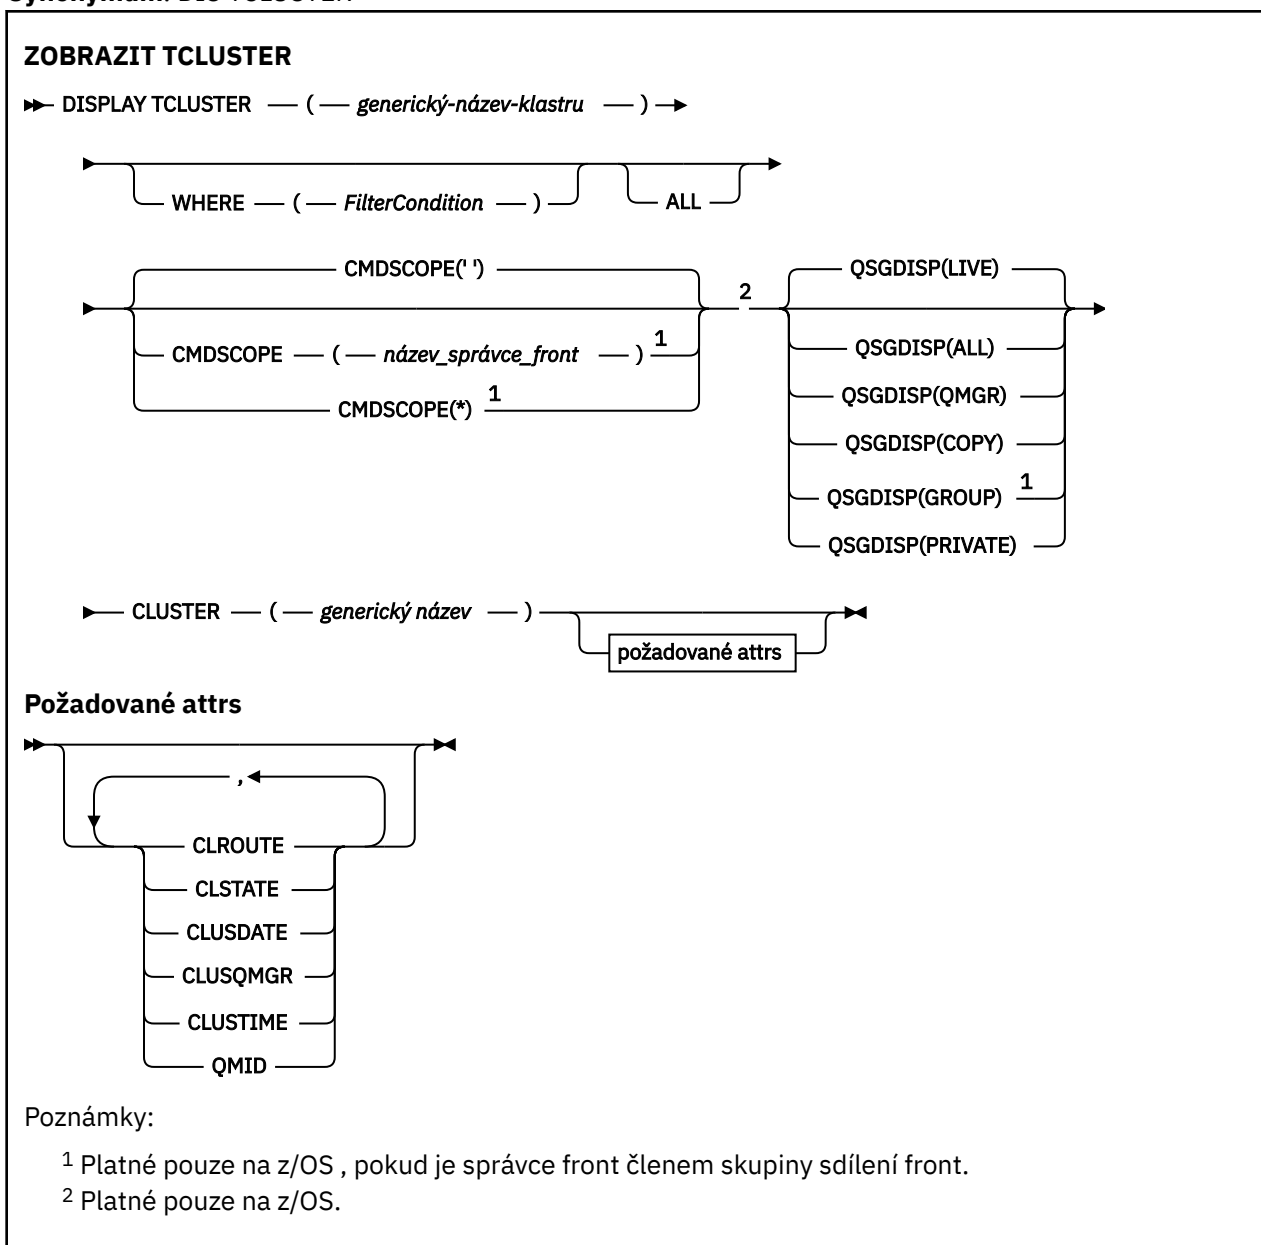 ZOBRAZIT TCLUSTER
DISPLAY TCLUSTER ( generický-název-klastru )
WHERE ( FilterCondition ) ALL
CMDSCOPE(' ')
CMDSCOPE ( název_správce_front ) 1
CMDSCOPE(*) 1
2
QSGDISP(LIVE)
QSGDISP(ALL)
QSGDISP(QMGR)
QSGDISP(COPY)
QSGDISP(GROUP) 1
QSGDISP(PRIVATE)
CLUSTER ( generický název )
požadované attrs
Požadované attrs
,
CLROUTE
CLSTATE
CLUSDATE
CLUSQMGR
CLUSTIME
QMID
Poznámky:
1 Platné pouze na z/OS , pokud je správce front členem skupiny sdílení front.
2 Platné pouze na z/OS.